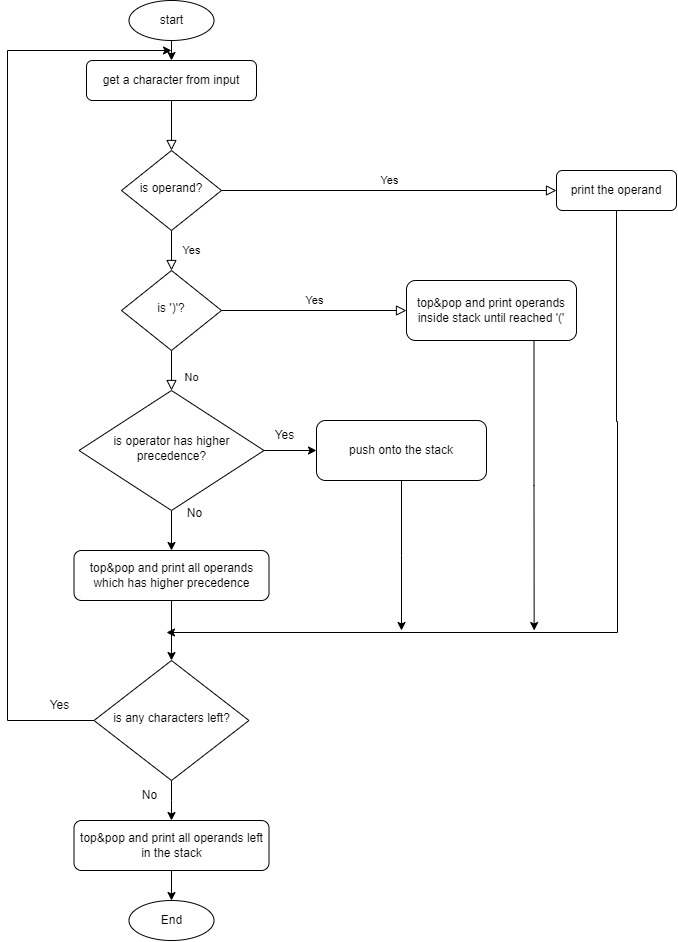 start
get a character from input
is operand?
Yes
print the operand
Yes
is ')'?
Yes
top&pop and print operands
inside stack until reached '('
No
is operator has higher
precedence?
Yes
push onto the stack
No
top&pop and print all operands
which has higher precedence
is any characters left?
Yes
No
top&pop and print all operands left
in the stack
End